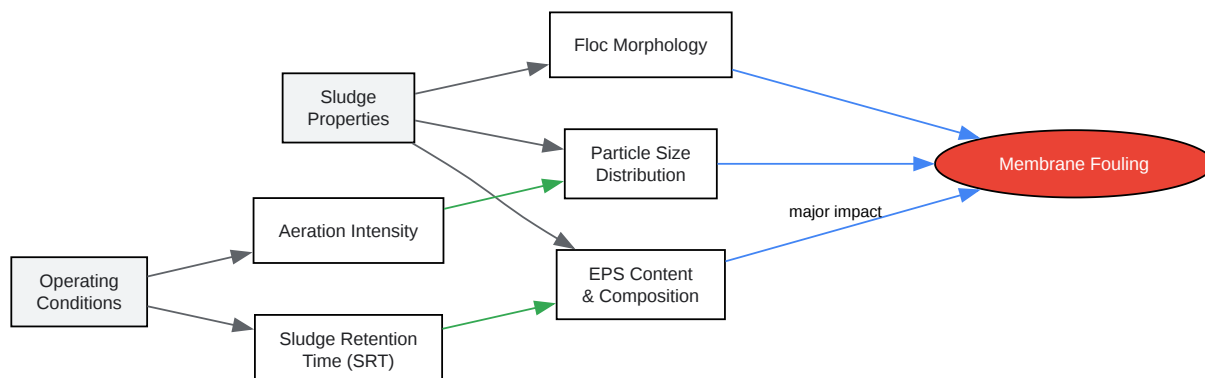 Floc Morphology
Sludge
Properties
Particle Size
Distribution
Membrane Fouling
major impact
Aeration Intensity
EPS Content
& Composition
Operating
Conditions
Sludge Retention
Time (SRT)